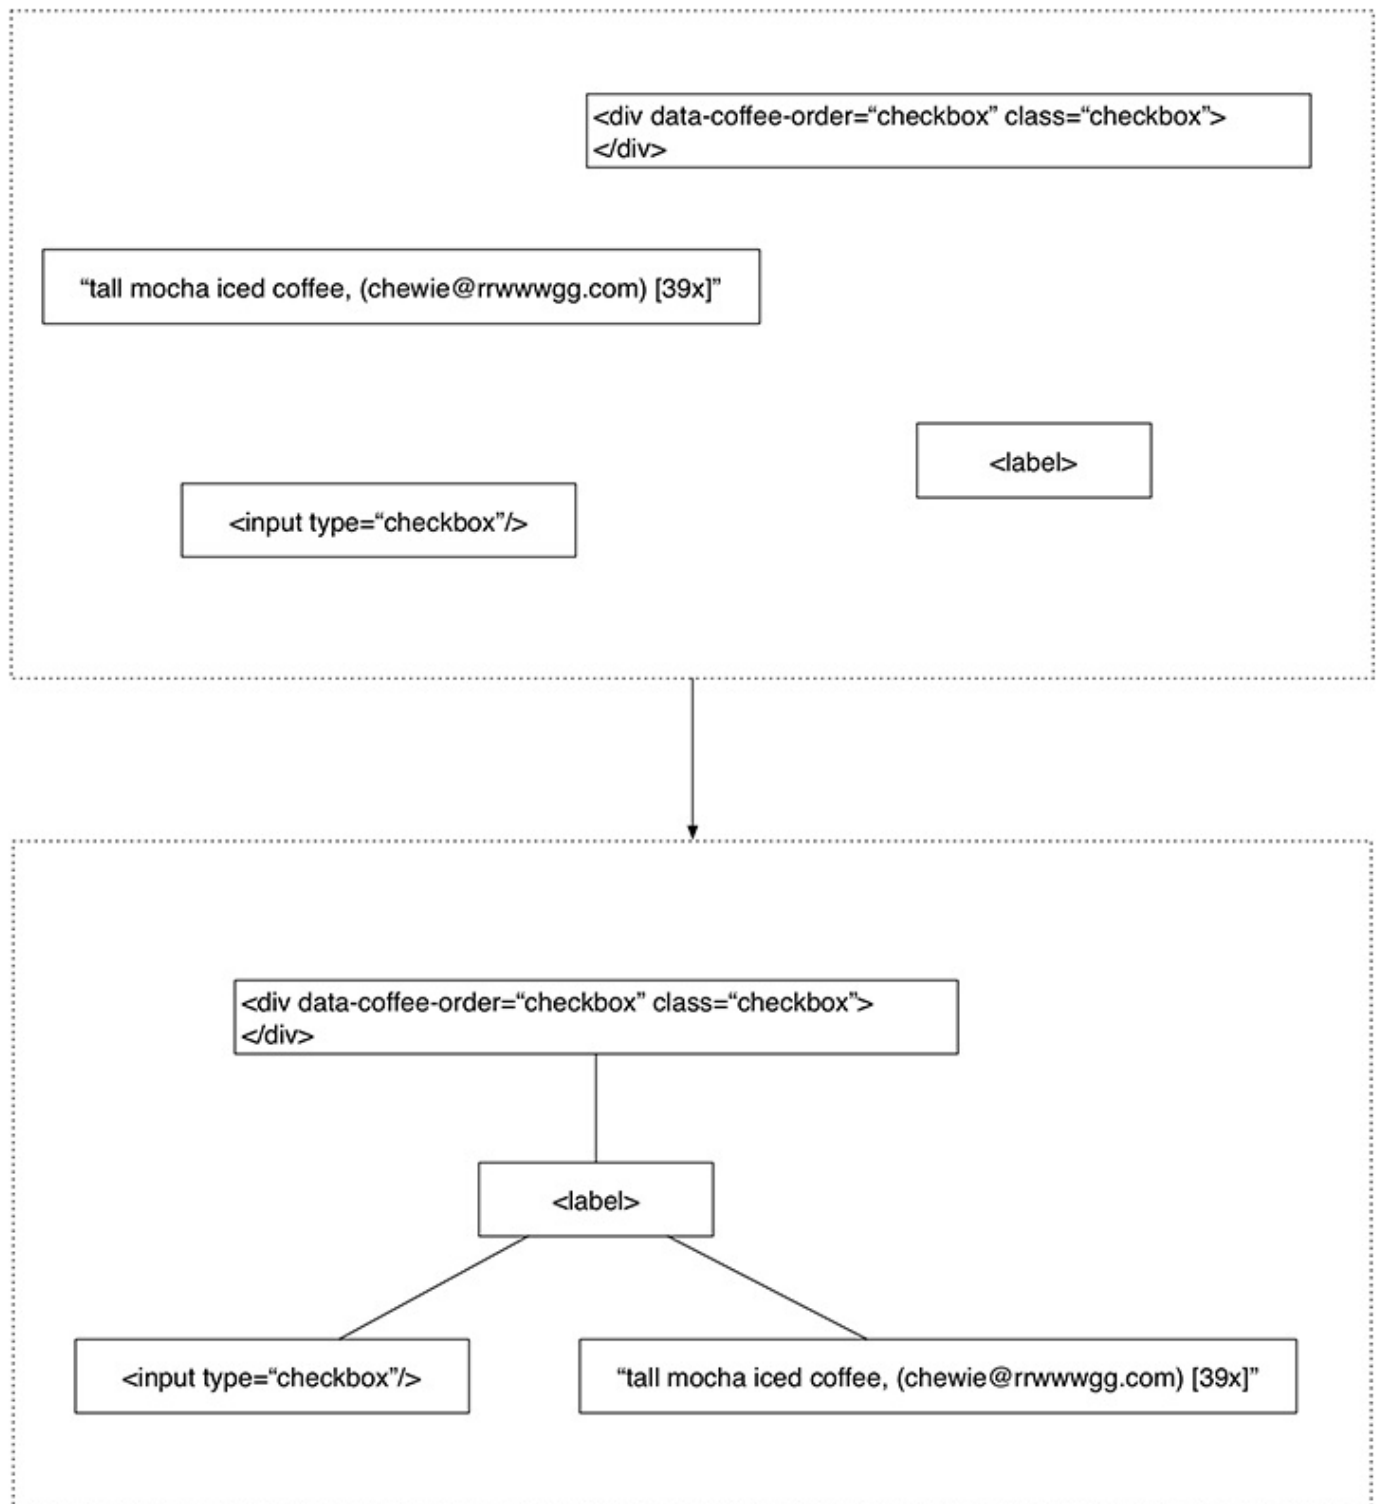 <div data-coffee-order=“checkbox” class=“checkbox”>
</div>
“tall mocha iced coffee, (chewie@rrwwwgg.com) [39x]”
<label>
<input type=“checkbox”/>
<div data-coffee-order=“checkbox” class=“checkbox”>
</div>
<label>
<input type=“checkbox”/>
“tall mocha iced coffee, (chewie@rrwwwgg.com) [39x]”